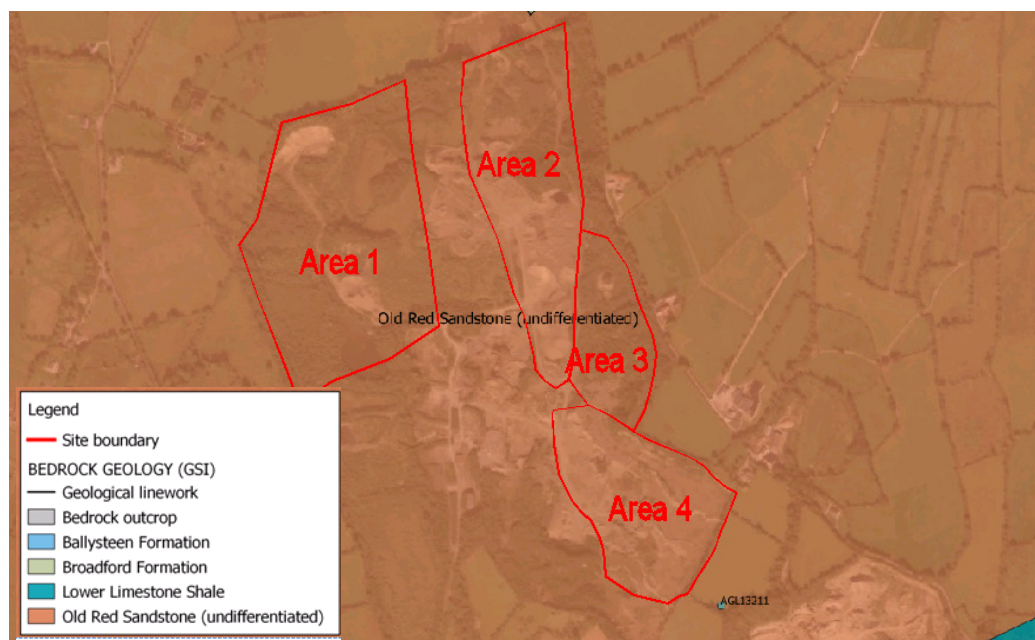 Area 2
Area 1
Old Red Sandstone (undifferentiated)
Area 3
Area 4
AGL13211
Legend
Site boundary
BEDROCK GEOLOGY (GSI)
Geological linework
Bedrock outcrop
Ballysteen Formation
Broadford Formation
Lower Limestone Shale
Old Red Sandstone (undifferentiated)